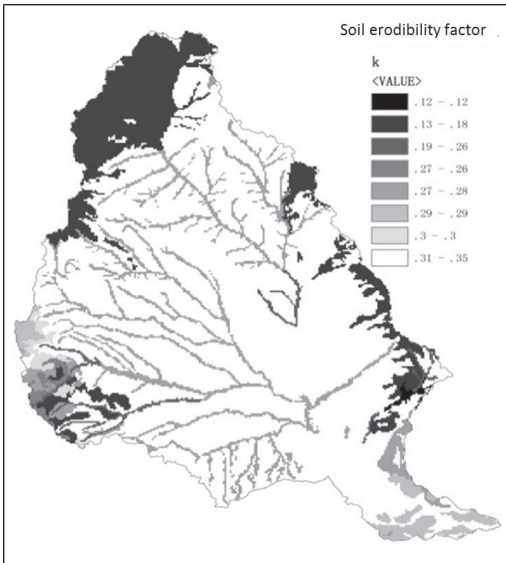 Soil erodibility factor
k
<VALUE>
.12 - .12
.13 - .18
.19 - .26
.27 - .26
.27 - .28
.29 - .29
.3 - .3
.31 - .35